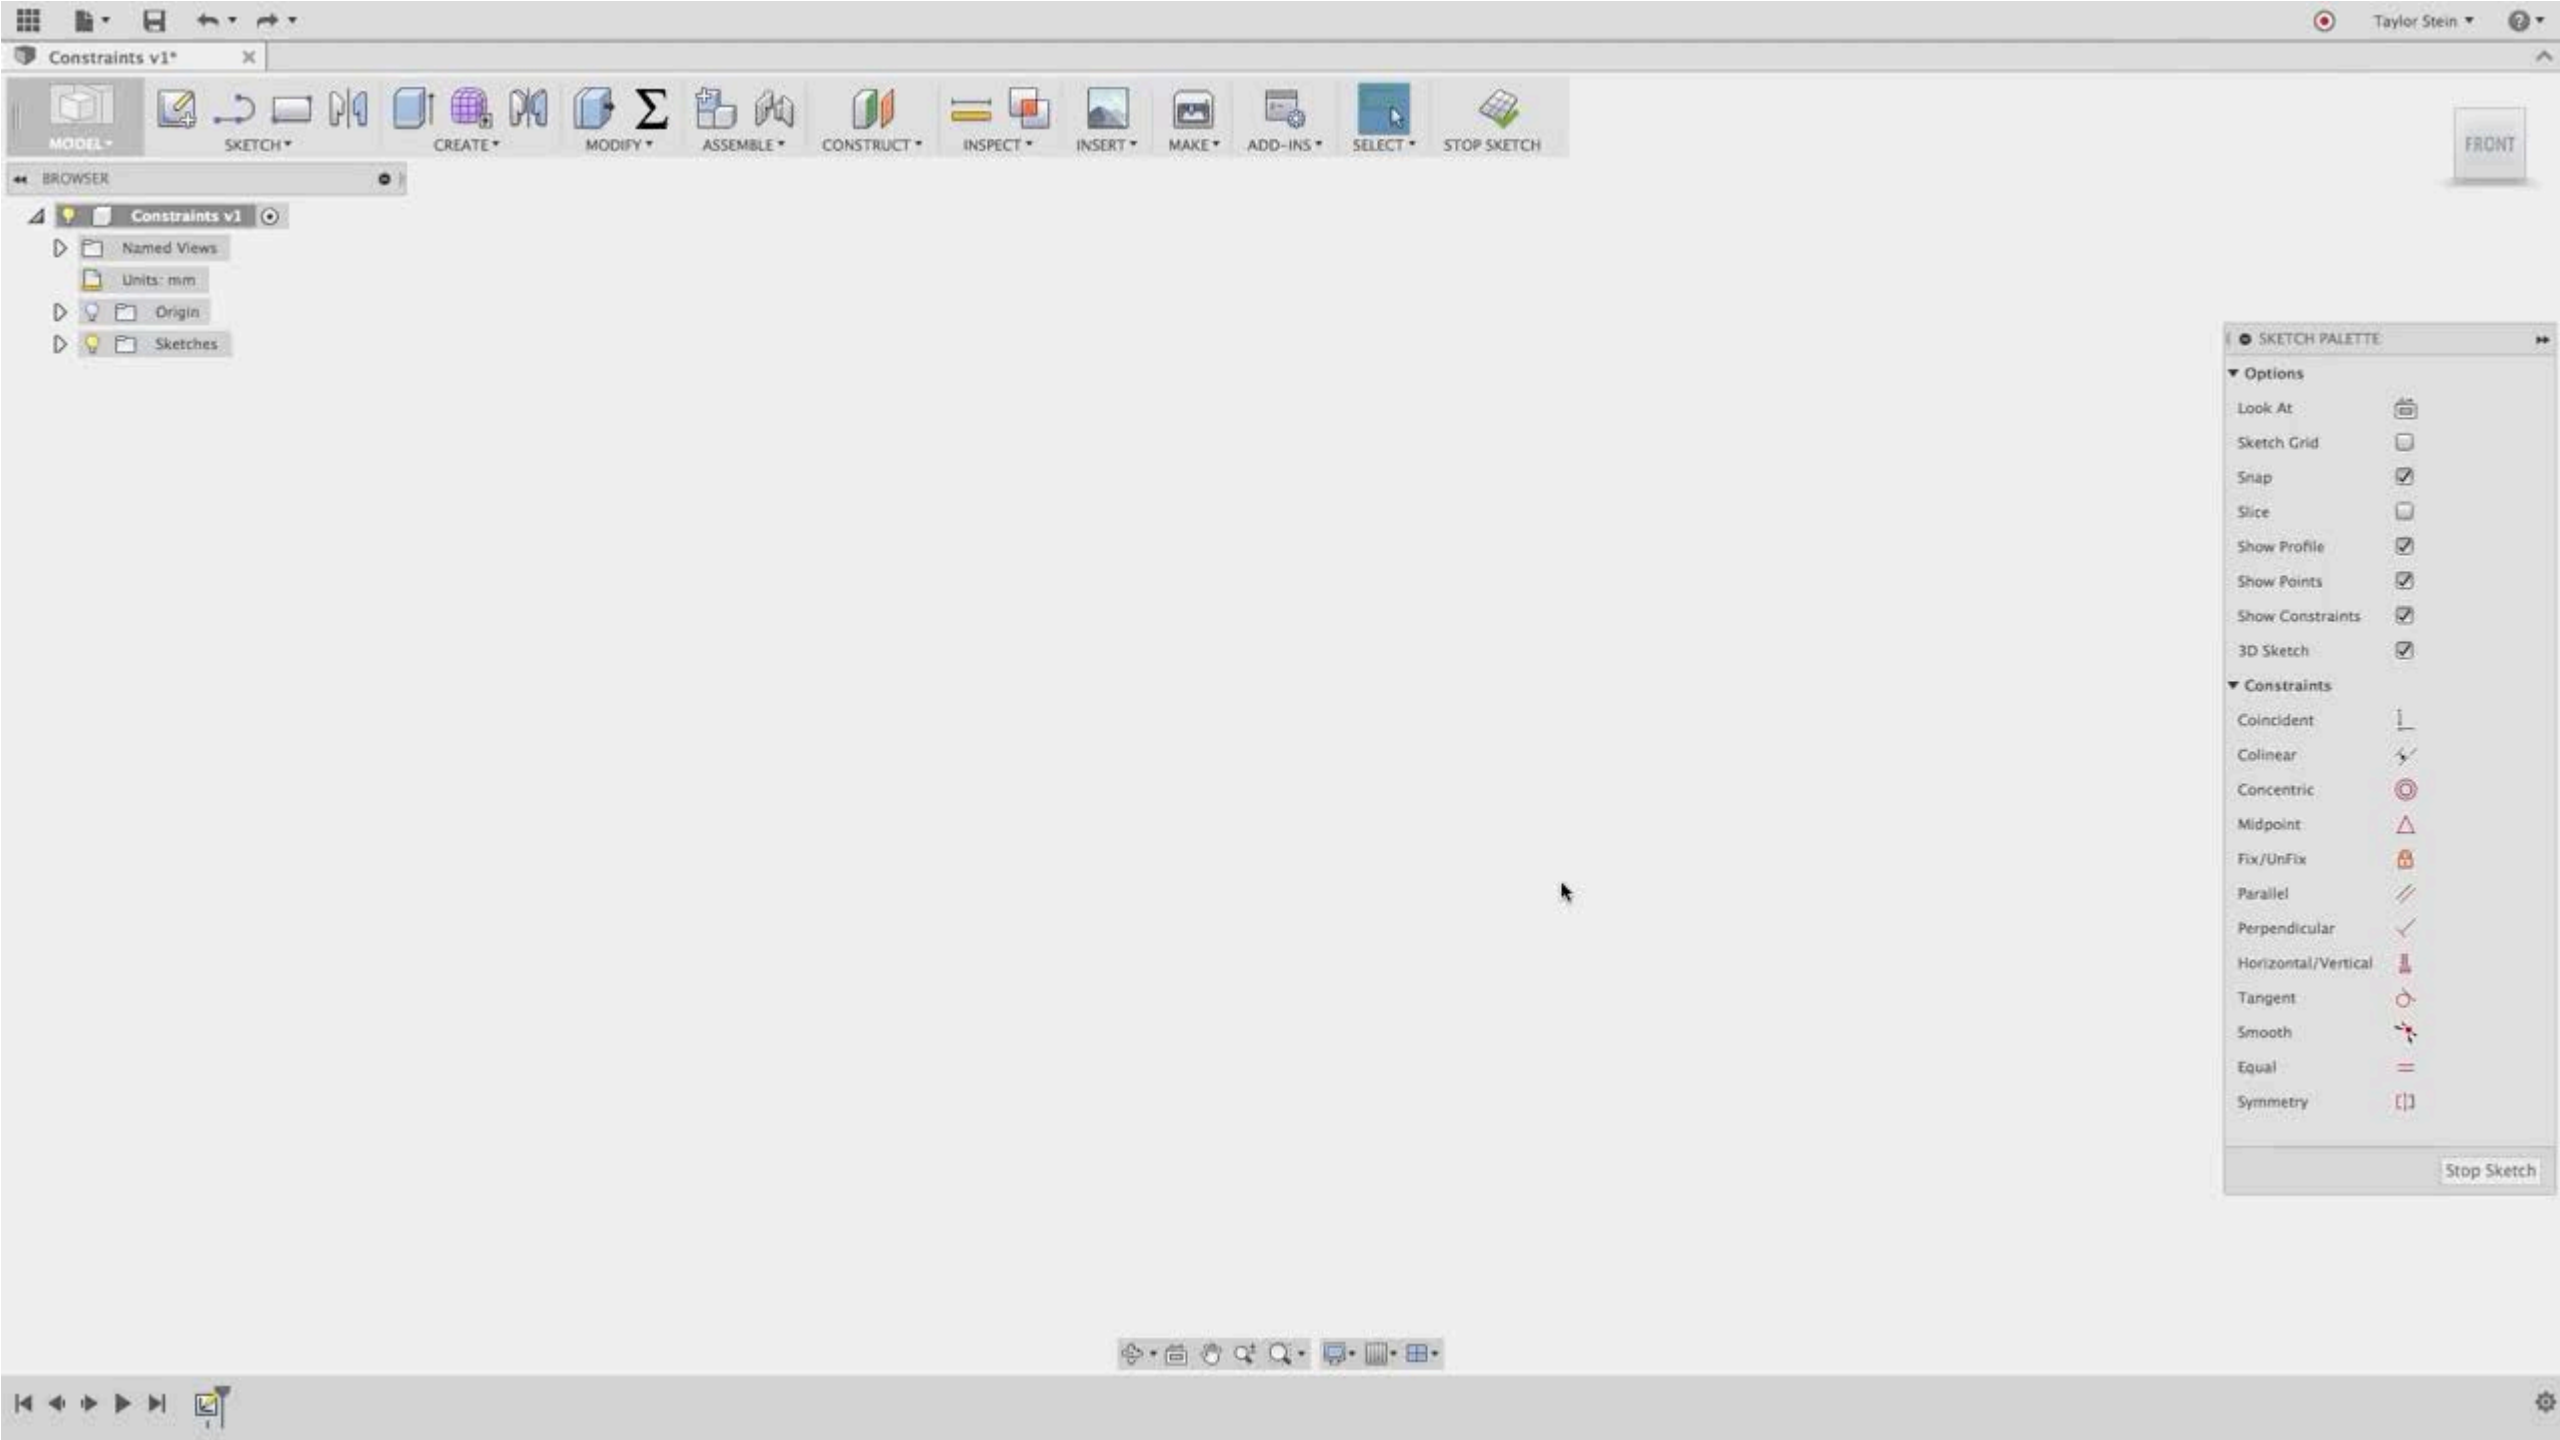 Taylor Stein
Constraints v1*
MODEL
SKETCH
CREATE
MODIFY
ASSEMBLE
CONSTRUCT
INSPECT
INSERT
MAKE
ADD-INS
SELECT
STOP SKETCH
FRONT
BROWSER
Constraints v1
Named Views
Units: mm
Origin
Sketches
SKETCH PALETTE
Options
Look At
Sketch Grid
Snap
Slice
Show Profile
Show Points
Show Constraints
3D Sketch
Constraints
Coincident
Colinear
Concentric
Midpoint
Fix/UnFix
Parallel
Perpendicular
Horizontal/Vertical
Tangent
Smooth
Equal
Symmetry
Stop Sketch